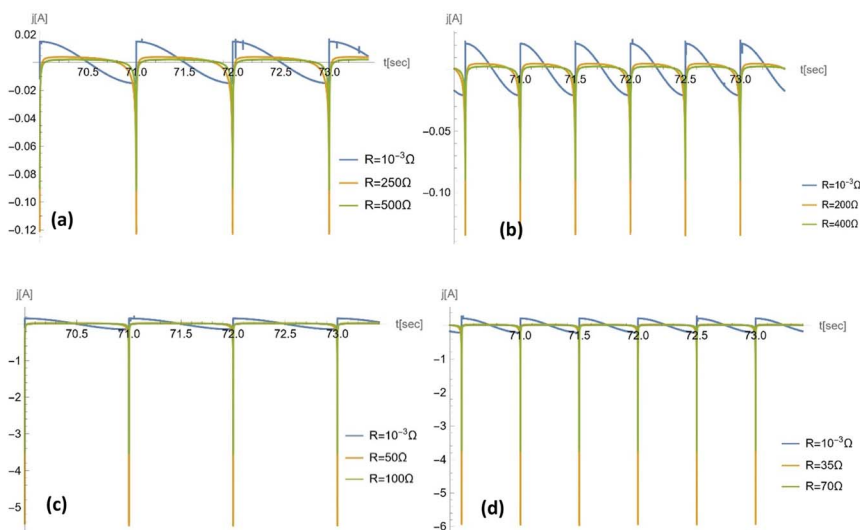 j[A]
0.02
t[sec]
70.5 71.0 71.5 72.0 72.5 73.0
-0.02
-0.04
-0.06
-0.08
-0.10
-0.12
R=10⁻³Ω
R=250Ω
R=500Ω
(a)
j[A]
t[sec]
71.0 71.5 72.0 72.5 73.0
-0.05
-0.10
R=10⁻³Ω
R=200Ω
R=400Ω
(b)
j[A]
t[sec]
70.5 71.0 71.5 72.0 72.5 73.0
-1
-2
-3
-4
-5
R=10⁻³Ω
R=50Ω
R=100Ω
(c)
j[A]
t[sec]
71.0 71.5 72.0 72.5 73.0
-1
-2
-3
-4
-5
-6
R=10⁻³Ω
R=35Ω
R=70Ω
(d)